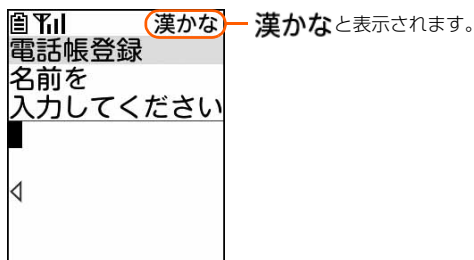 漢かな
電話帳登録
名前を
入力してください
漢かなと表示されます。